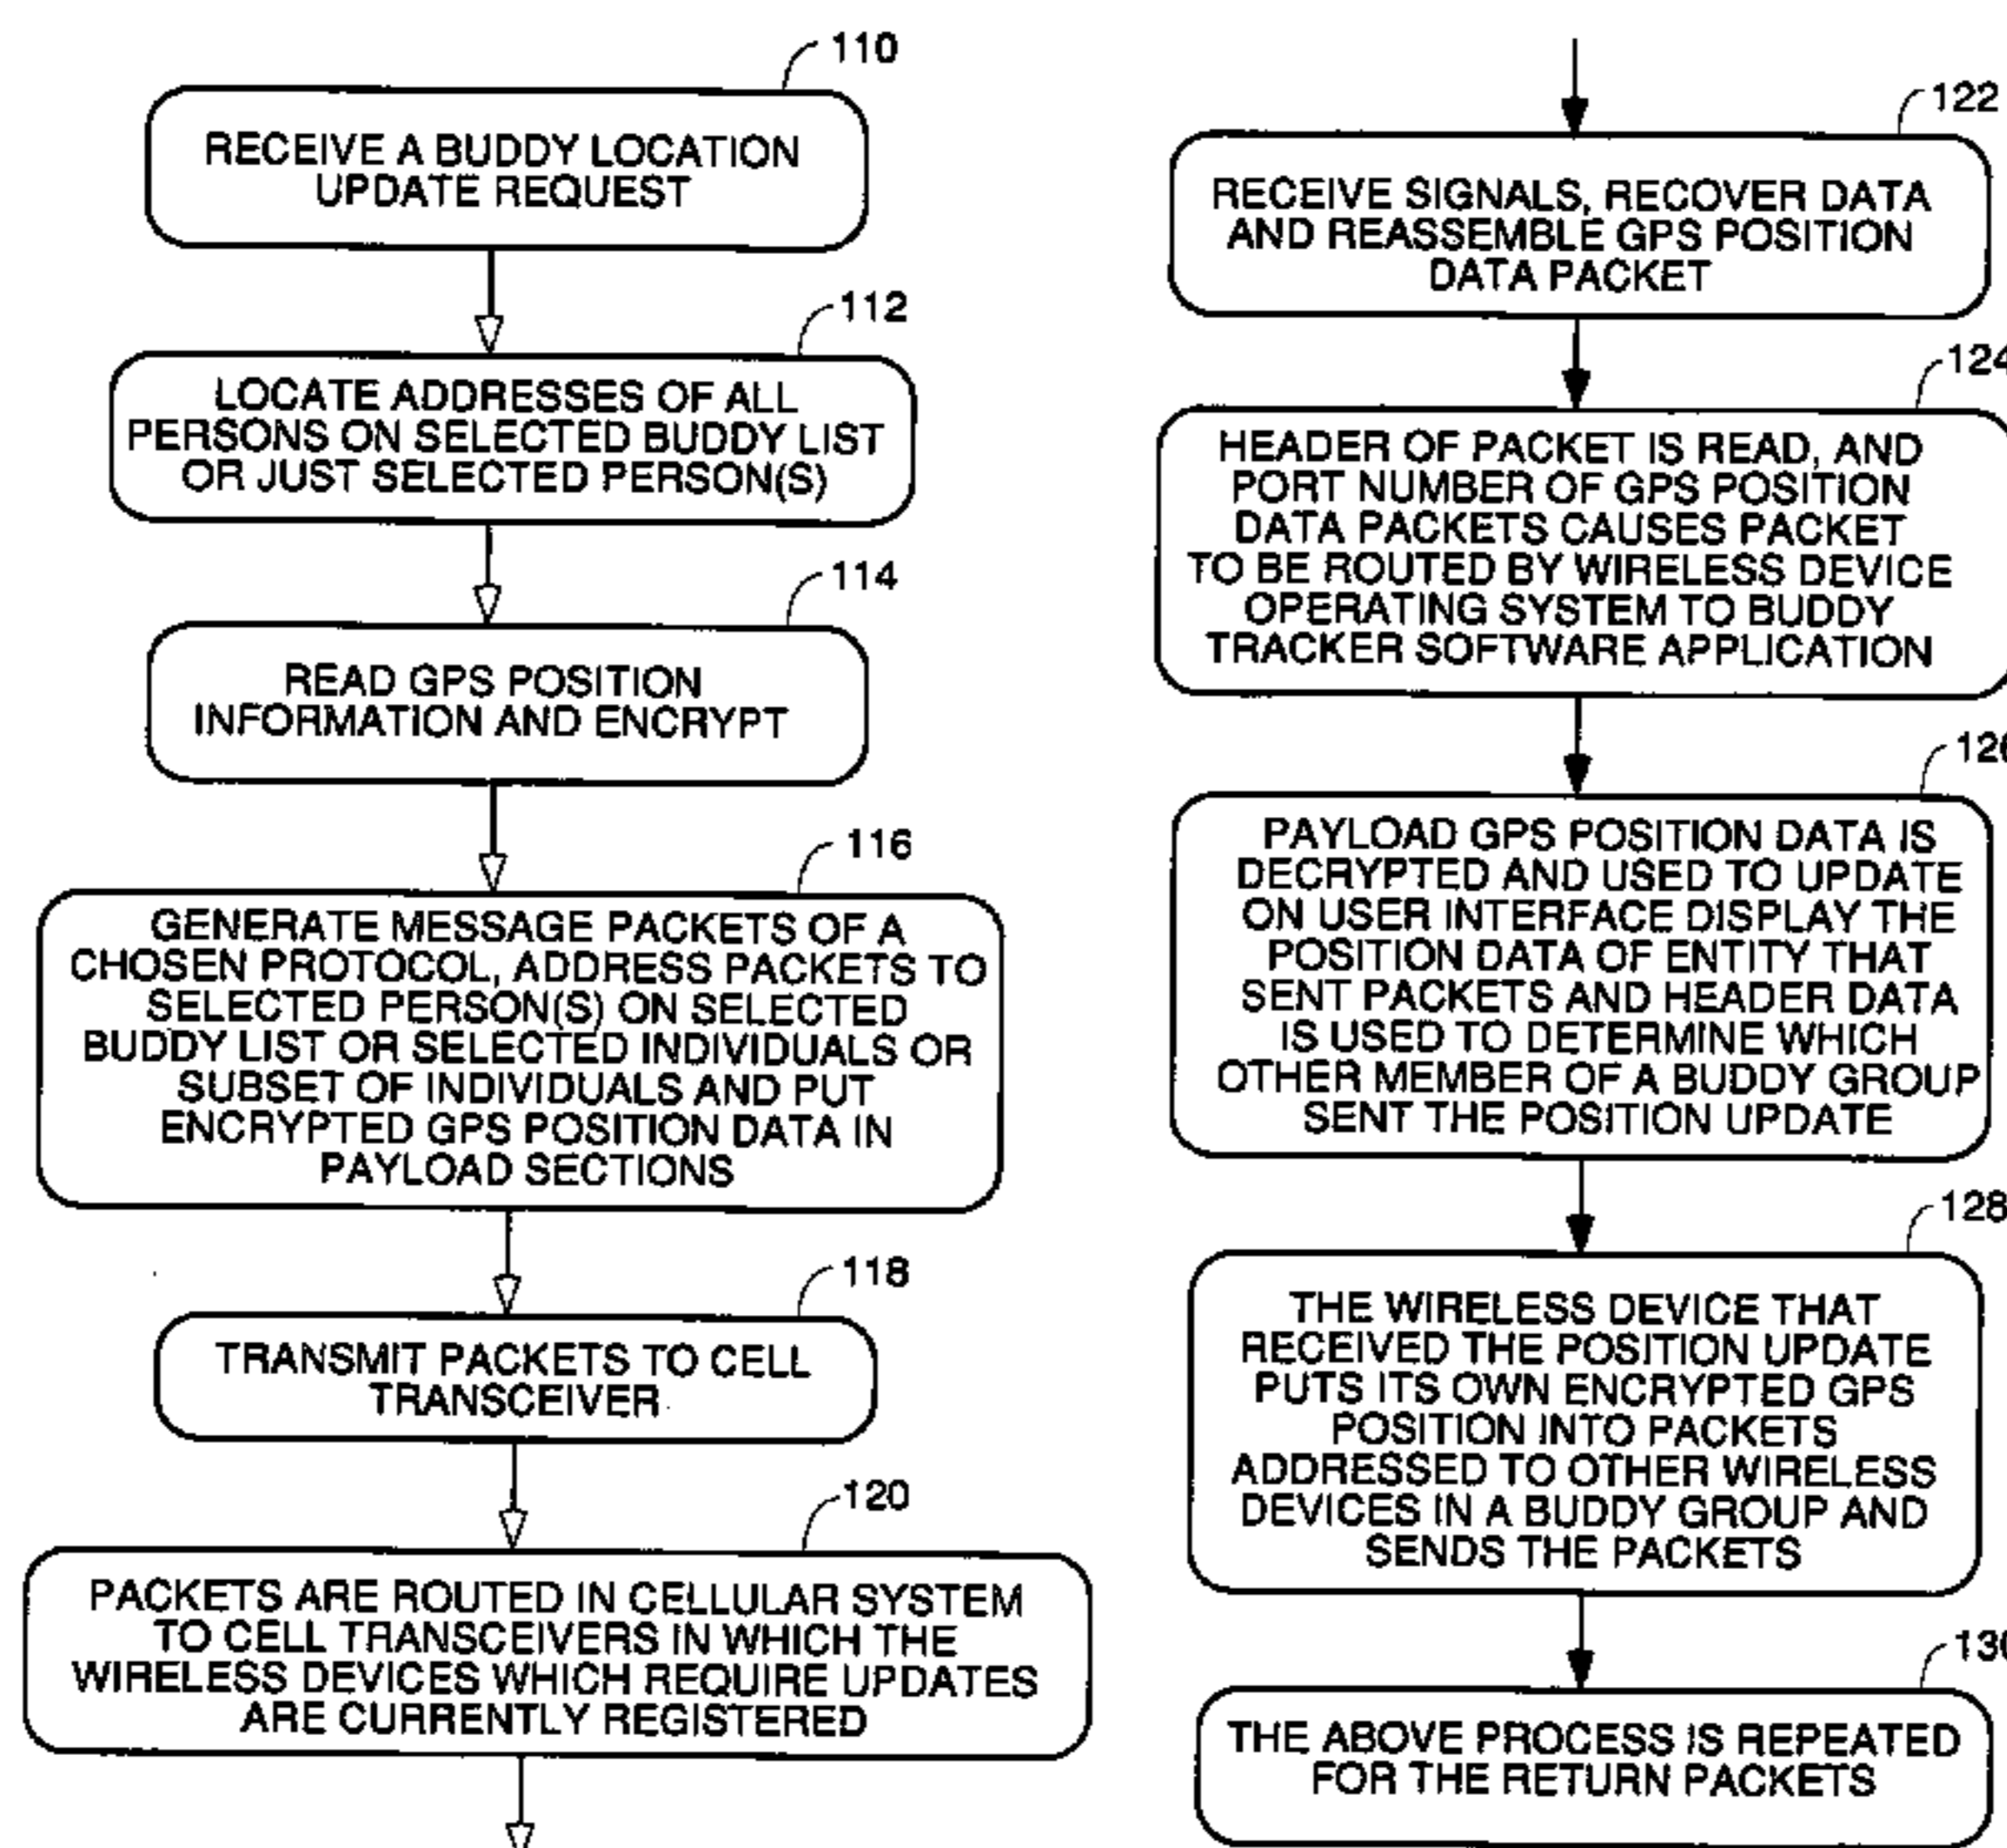 110
RECEIVE A BUDDY LOCATION
UPDATE REQUEST
112
LOCATE ADDRESSES OF ALL
PERSONS ON SELECTED BUDDY LIST
OR JUST SELECTED PERSON(S)
114
READ GPS POSITION
INFORMATION AND ENCRYPT
116
GENERATE MESSAGE PACKETS OF A
CHOSEN PROTOCOL, ADDRESS PACKETS TO
SELECTED PERSON(S) ON SELECTED
BUDDY LIST OR SELECTED INDIVIDUALS OR
SUBSET OF INDIVIDUALS AND PUT
ENCRYPTED GPS POSITION DATA IN
PAYLOAD SECTIONS
118
TRANSMIT PACKETS TO CELL
TRANSCEIVER
120
PACKETS ARE ROUTED IN CELLULAR SYSTEM
TO CELL TRANSCEIVERS IN WHICH THE
WIRELESS DEVICES WHICH REQUIRE UPDATES
ARE CURRENTLY REGISTERED
122
RECEIVE SIGNALS, RECOVER DATA
AND REASSEMBLE GPS POSITION
DATA PACKET
124
HEADER OF PACKET IS READ, AND
PORT NUMBER OF GPS POSITION
DATA PACKETS CAUSES PACKET
TO BE ROUTED BY WIRELESS DEVICE
OPERATING SYSTEM TO BUDDY
TRACKER SOFTWARE APPLICATION
126
PAYLOAD GPS POSITION DATA IS
DECRYPTED AND USED TO UPDATE
ON USER INTERFACE DISPLAY THE
POSITION DATA OF ENTITY THAT
SENT PACKETS AND HEADER DATA
IS USED TO DETERMINE WHICH
OTHER MEMBER OF A BUDDY GROUP
SENT THE POSITION UPDATE
128
THE WIRELESS DEVICE THAT
RECEIVED THE POSITION UPDATE
PUTS ITS OWN ENCRYPTED GPS
POSITION INTO PACKETS
ADDRESSED TO OTHER WIRELESS
DEVICES IN A BUDDY GROUP AND
SENDS THE PACKETS
130
THE ABOVE PROCESS IS REPEATED
FOR THE RETURN PACKETS